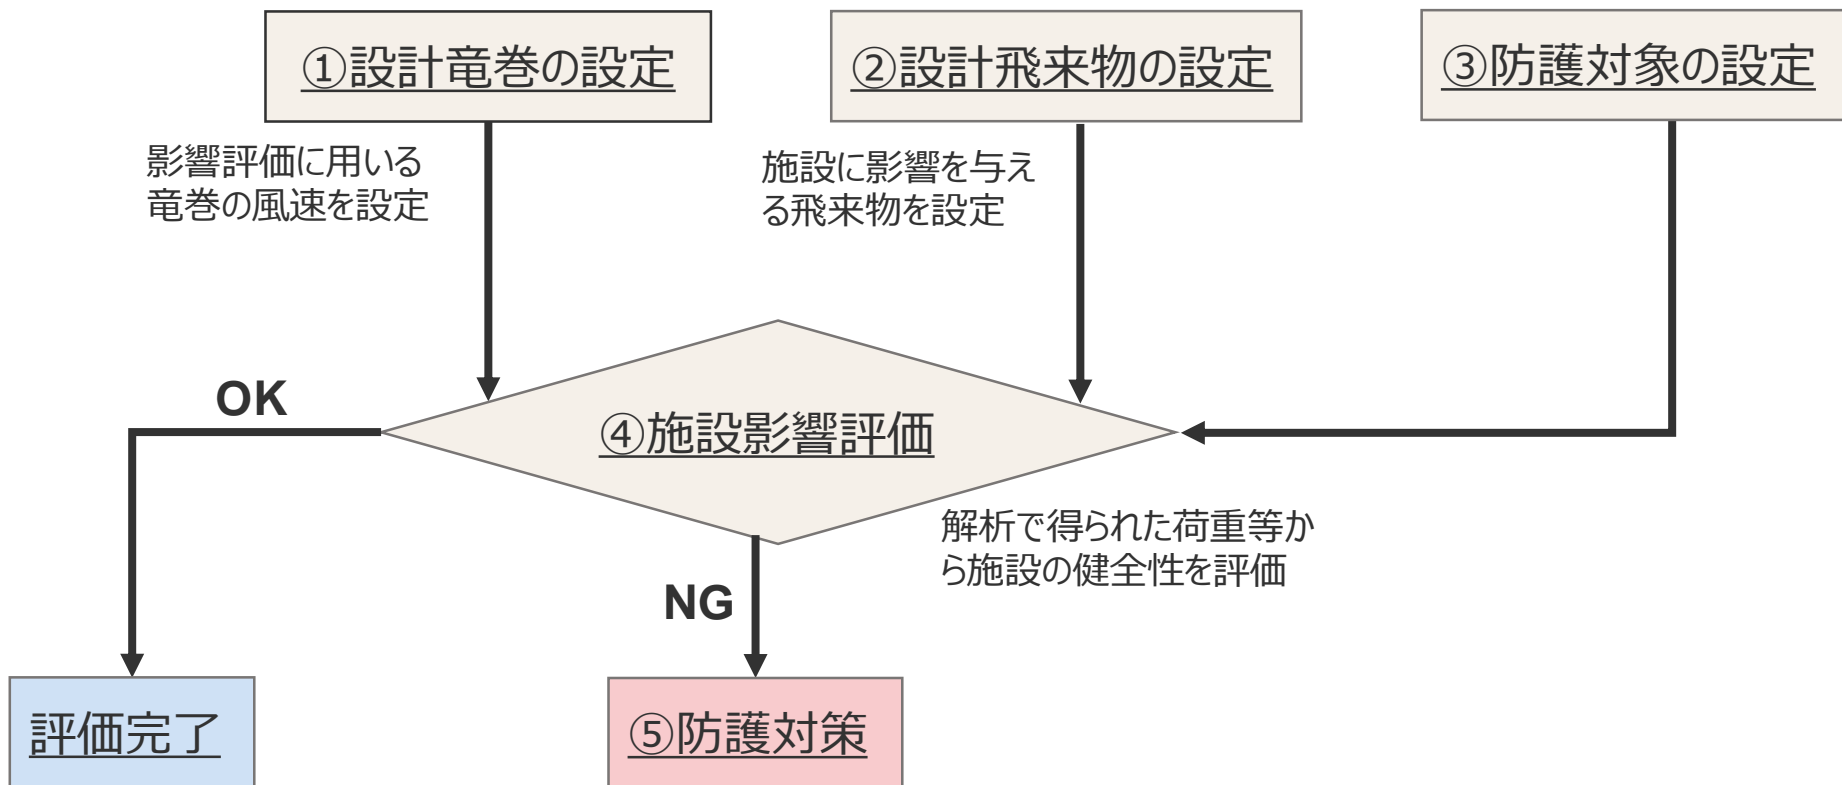 ①設計竜巻の設定
②設計飛来物の設定
③防護対象の設定
影響評価に用いる
竜巻の風速を設定
施設に影響を与え
る飛来物を設定
OK
④施設影響評価
解析で得られた荷重等か
ら施設の健全性を評価
NG
評価完了
⑤防護対策